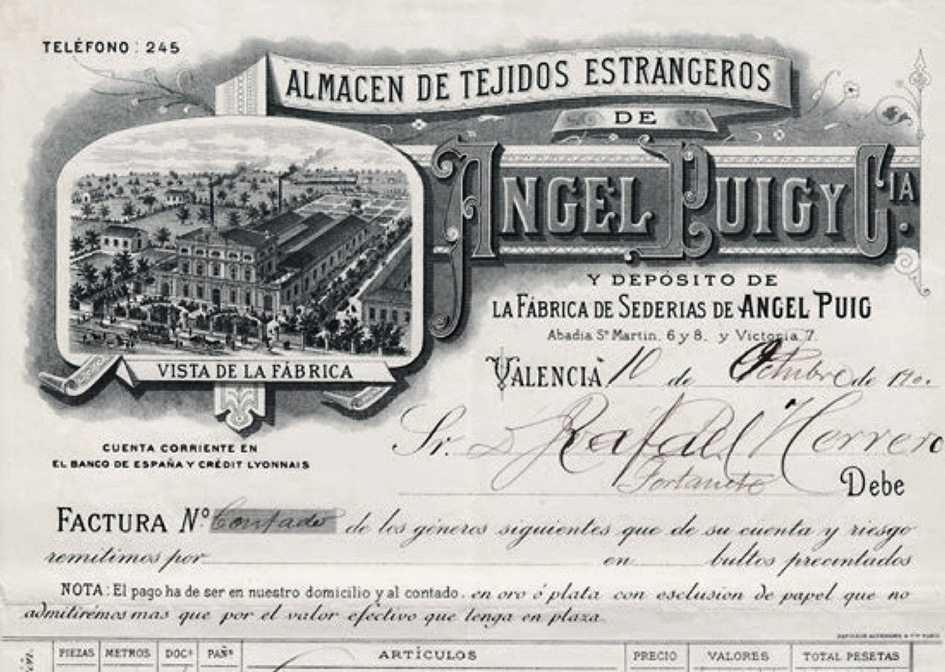 TELÉFONO: 245
ALMACEN DE TEJIDOS ESTRANGEROS
DE
ANGEL PUIG Y CIA.
Y DEPÓSITO DE
LA FÁBRICA DE SEDERIAS DE ANGEL PUIG
Abadia Sn Martin, 6 y 8, y Victoria, 7.
VISTA DE LA FÁBRICA
VALENCIA 10 de Octubre de 190
CUENTA CORRIENTE EN
EL BANCO DE ESPAÑA Y CRÉDIT LYONNAIS
Sr. D Rafael Herrero
Fortanete
Debe
FACTURA Nº Contado de los géneros siguientes que de su cuenta y riesgo
remitimos por en bultos precintados
NOTA: El pago ha de ser en nuestro domicilio y al contado, en oro ó plata con esclusion de papel que no
admitirémos mas que por el valor efectivo que tenga en plaza.
PIEZAS METROS DOCS PAÑS ARTÍCULOS PRECIO VALORES TOTAL PESETAS